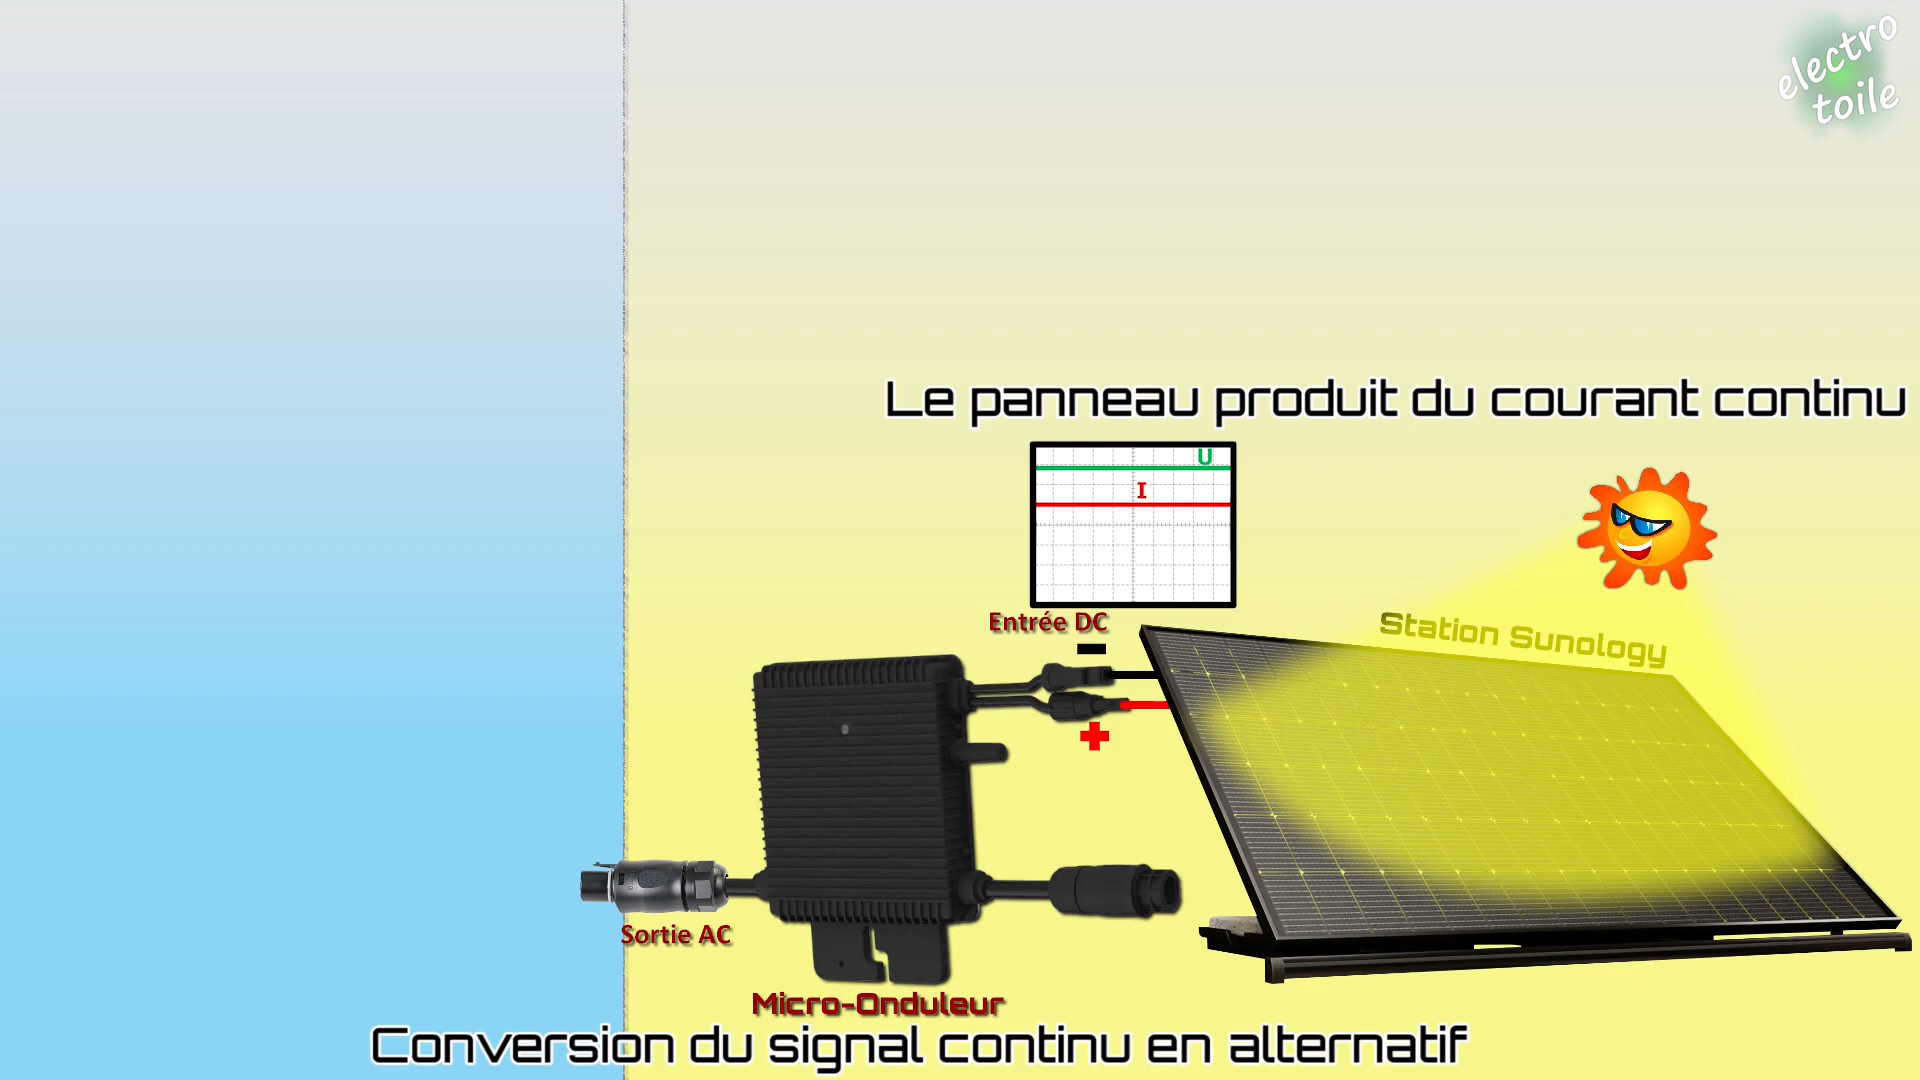 electro
toile
Le panneau produit du courant continu
U
I
Entrée DC
Station Sunology
Sortie AC
Micro-Onduleur
Conversion du signal continu en alternatif